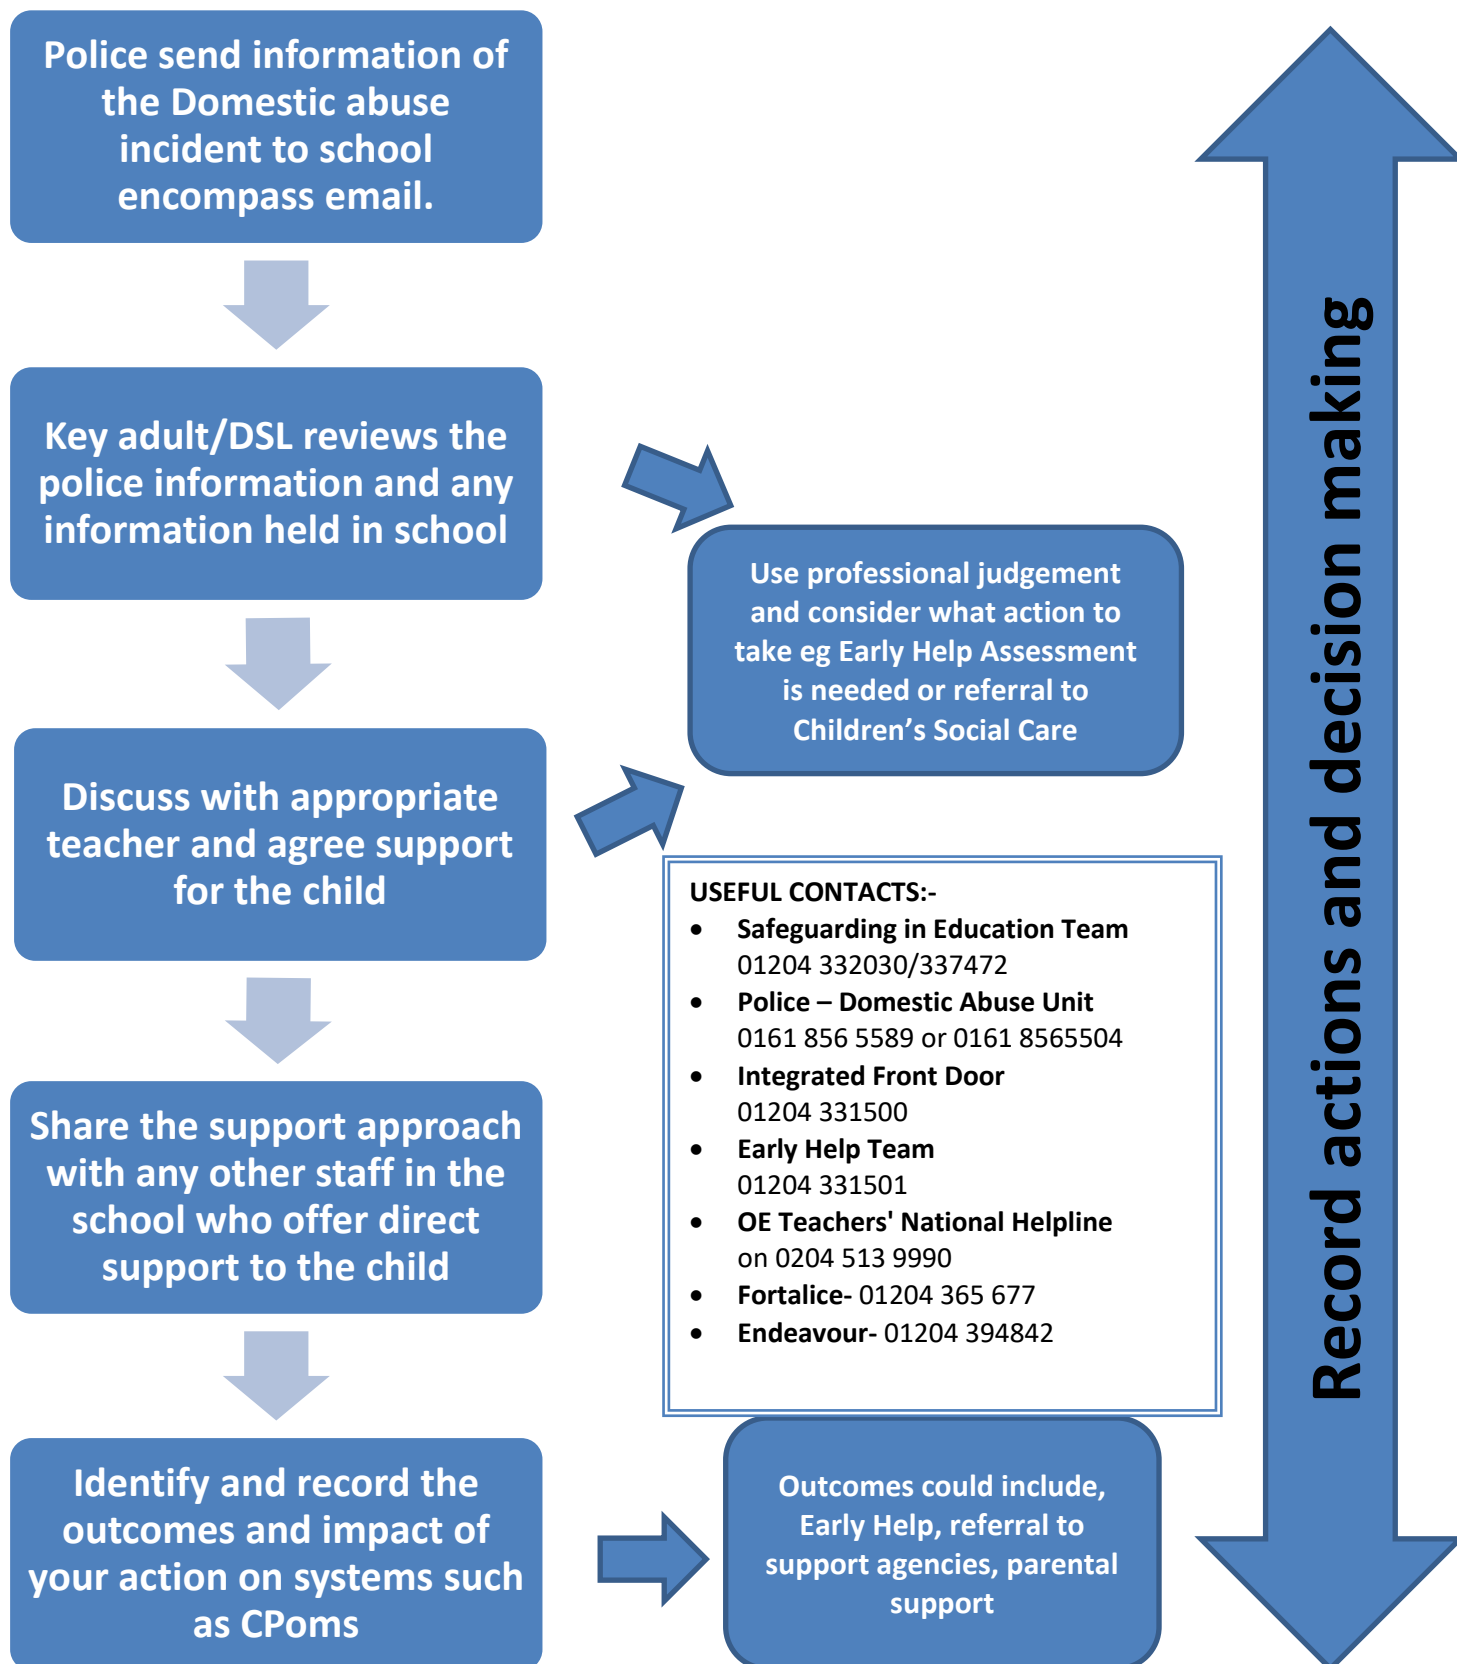 Police send information of
the Domestic abuse
incident to school
encompass email.
Key adult/DSL reviews the
police information and any
information held in school
Use professional judgement
and consider what action to
take eg Early Help Assessment
is needed or referral to
Children’s Social Care
Discuss with appropriate
teacher and agree support
for the child
USEFUL CONTACTS:-
• Safeguarding in Education Team
01204 332030/337472
• Police – Domestic Abuse Unit
0161 856 5589 or 0161 8565504
• Integrated Front Door
01204 331500
• Early Help Team
01204 331501
• OE Teachers' National Helpline
on 0204 513 9990
• Fortalice- 01204 365 677
• Endeavour- 01204 394842
Share the support approach
with any other staff in the
school who offer direct
support to the child
Identify and record the
outcomes and impact of
your action on systems such
as CPoms
Outcomes could include,
Early Help, referral to
support agencies, parental
support
Record actions and decision making